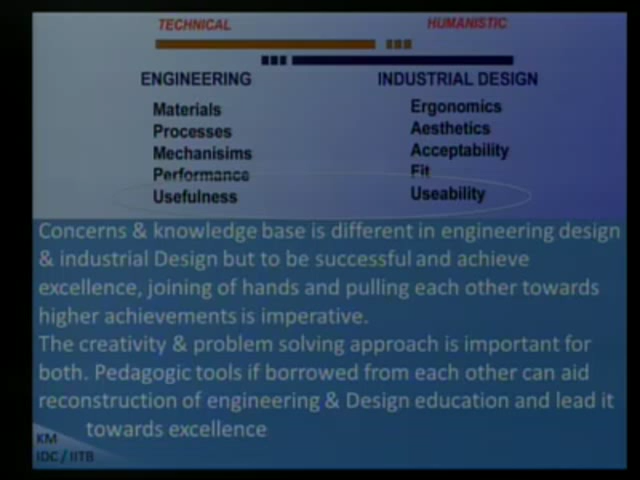 TECHNICAL
HUMANISTIC
ENGINEERING
INDUSTRIAL DESIGN
Materials
Processes
Mechanisims
Performance
Usefulness
Ergonomics
Aesthetics
Acceptability
Fit
Useability
Concerns & knowledge base is different in engineering design
& industrial Design but to be successful and achieve
excellence, joining of hands and pulling each other towards
higher achievements is imperative.
The creativity & problem solving approach is important for
both. Pedagogic tools if borrowed from each other can aid
reconstruction of engineering & Design education and lead it
towards excellence
KM
IDC / IITB